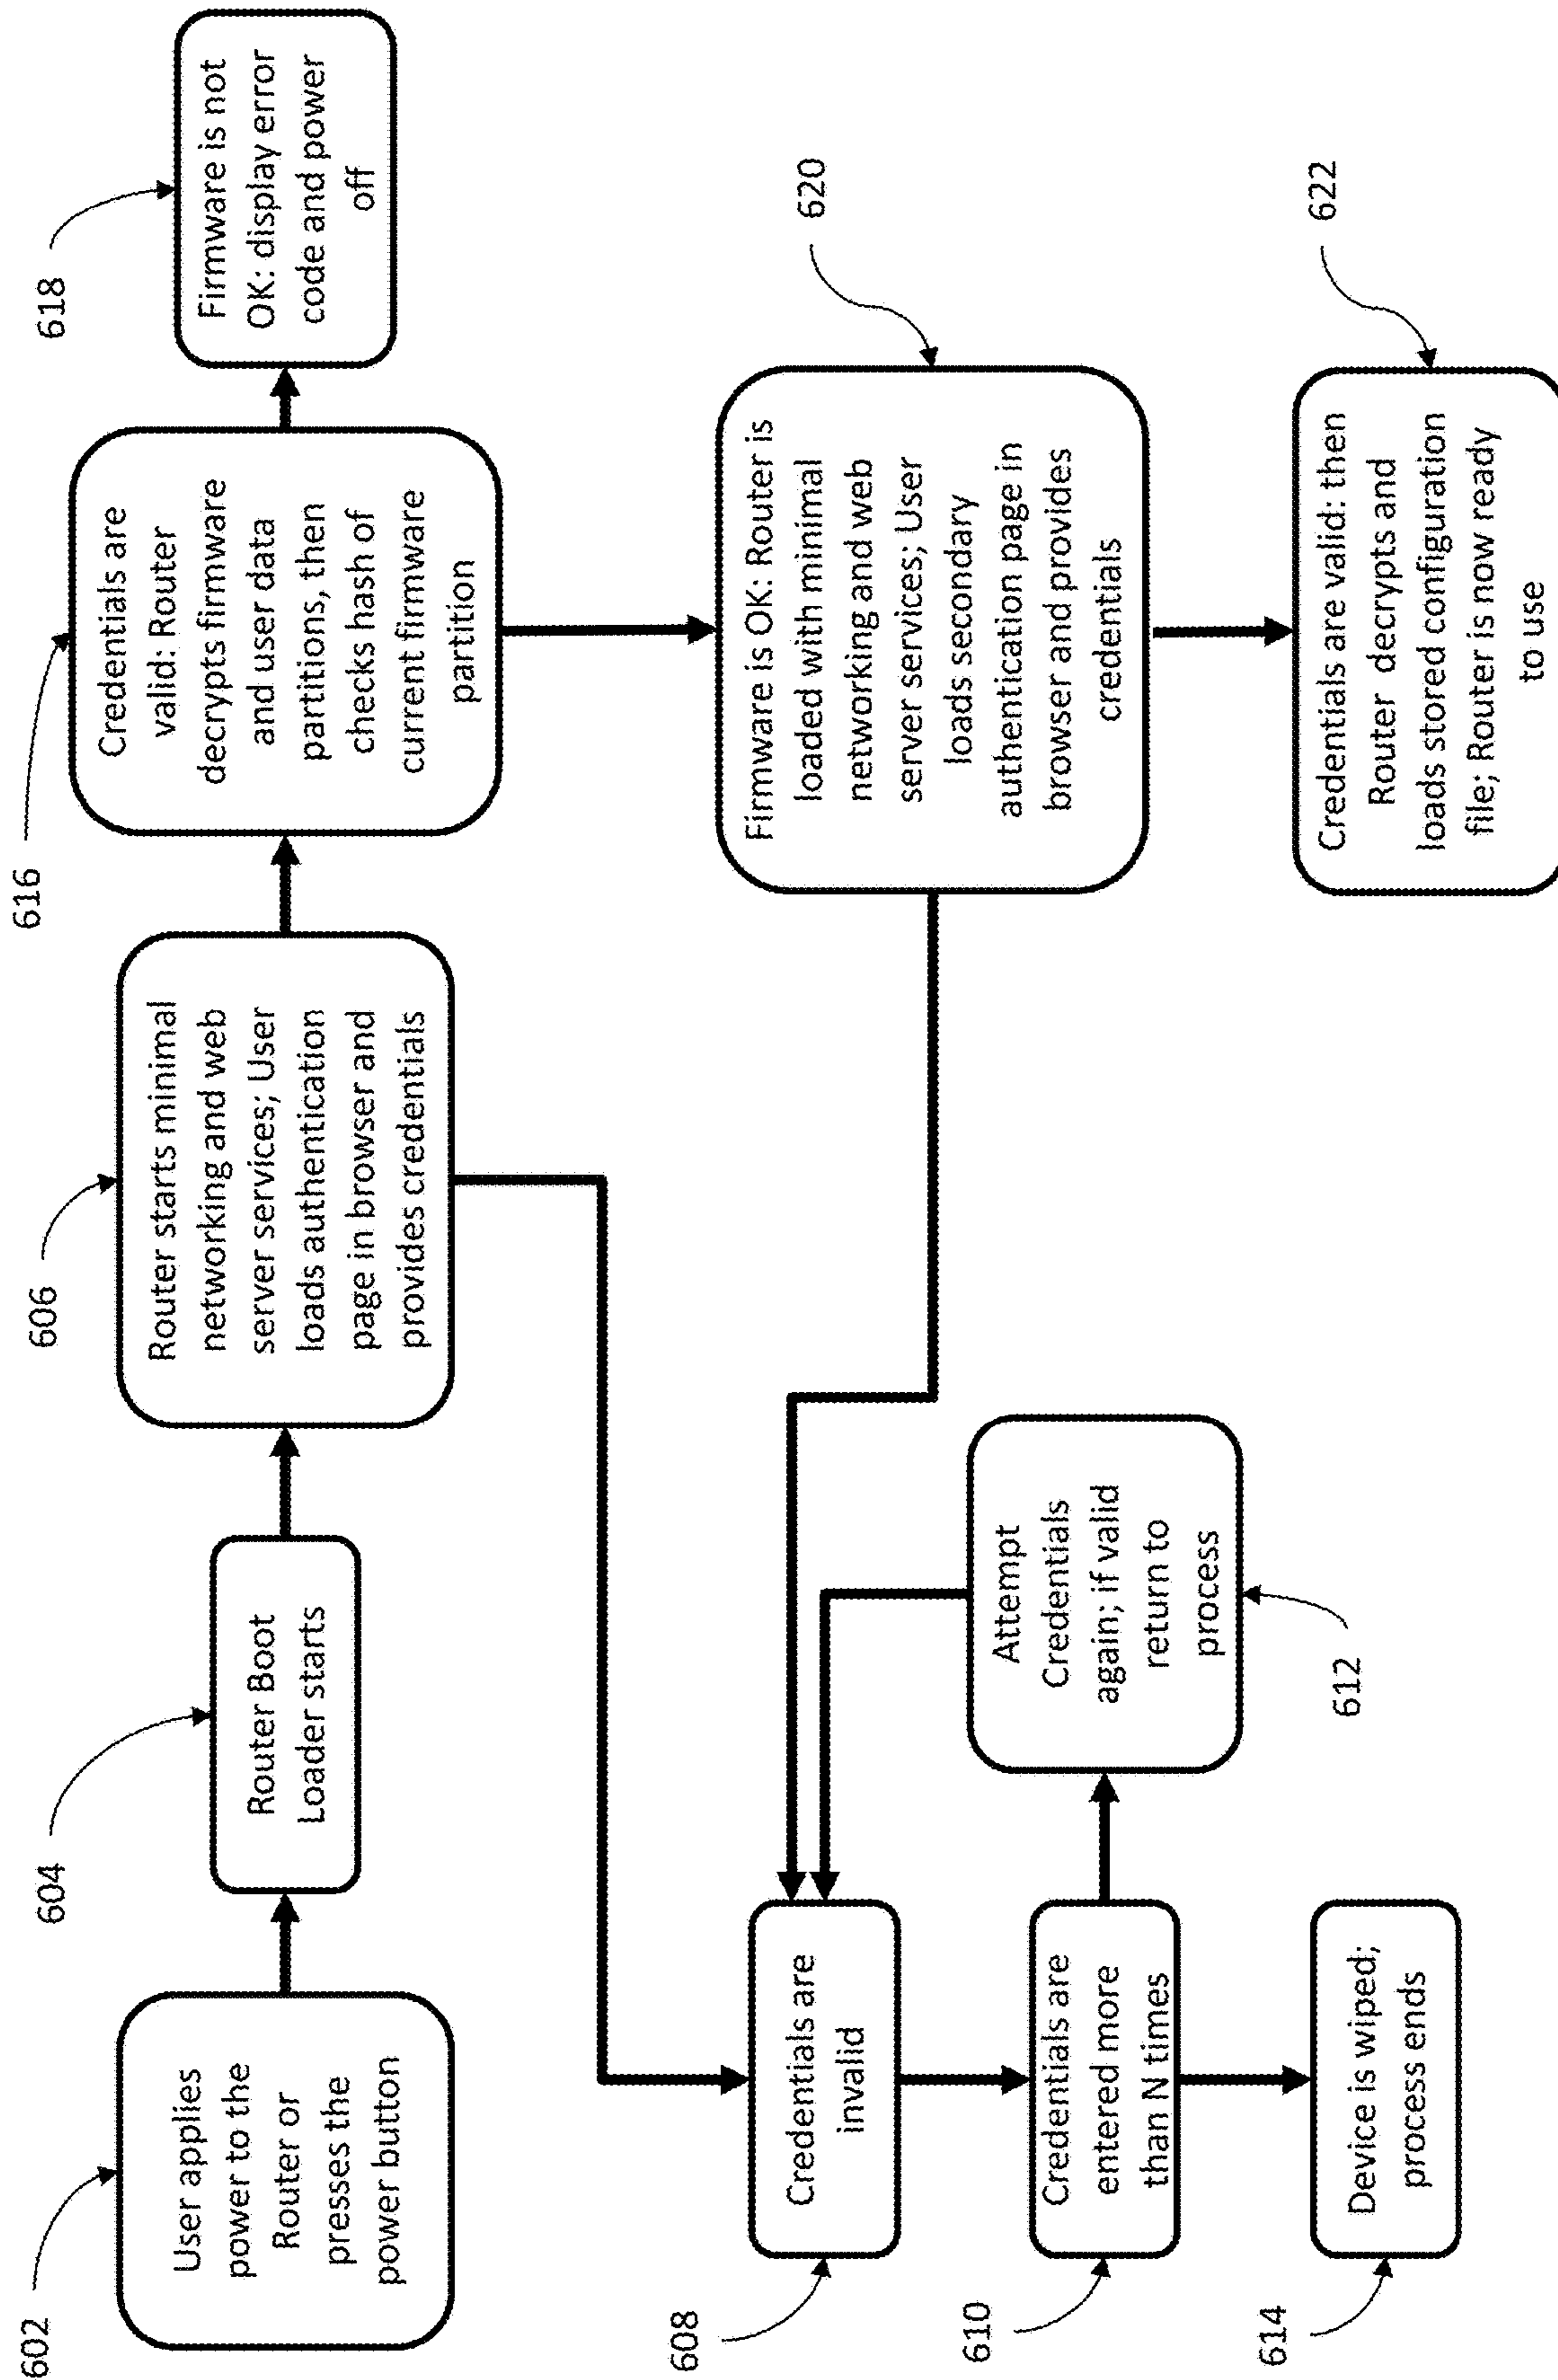 602
User applies
power to the
Router or
presses the
power button
604
Router Boot
Loader starts
606
Router starts minimal
networking and web
server services; User
loads authentication
page in browser and
provides credentials
616
Credentials are
valid: Router
decrypts firmware
and user data
partitions, then
checks hash of
current firmware
partition
618
Firmware is not
OK: display error
code and power
off
608
Credentials are
invalid
610
Credentials are
entered more
than N times
614
Device is wiped;
process ends
612
Attempt
Credentials
again; if valid
return to
process
620
Firmware is OK: Router is
loaded with minimal
networking and web
server services; User
loads secondary
authentication page in
browser and provides
credentials
622
Credentials are valid: then
Router decrypts and
loads stored configuration
file; Router is now ready
to use